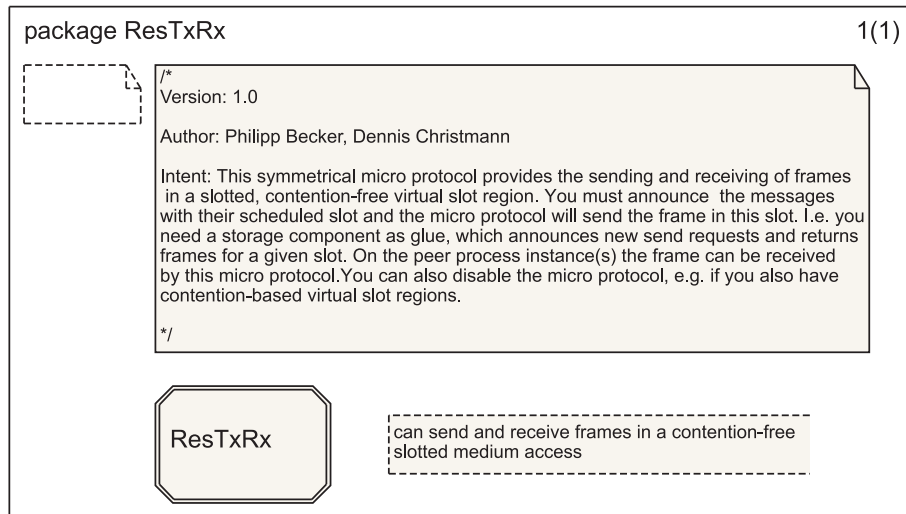 package ResTxRx
1(1)
/*
Version: 1.0
Author: Philipp Becker, Dennis Christmann
Intent: This symmetrical micro protocol provides the sending and receiving of frames
in a slotted, contention-free virtual slot region. You must announce the messages
with their scheduled slot and the micro protocol will send the frame in this slot. I.e. you
need a storage component as glue, which announces new send requests and returns
frames for a given slot. On the peer process instance(s) the frame can be received
by this micro protocol.You can also disable the micro protocol, e.g. if you also have
contention-based virtual slot regions.
*/
ResTxRx
can send and receive frames in a contention-free
slotted medium access